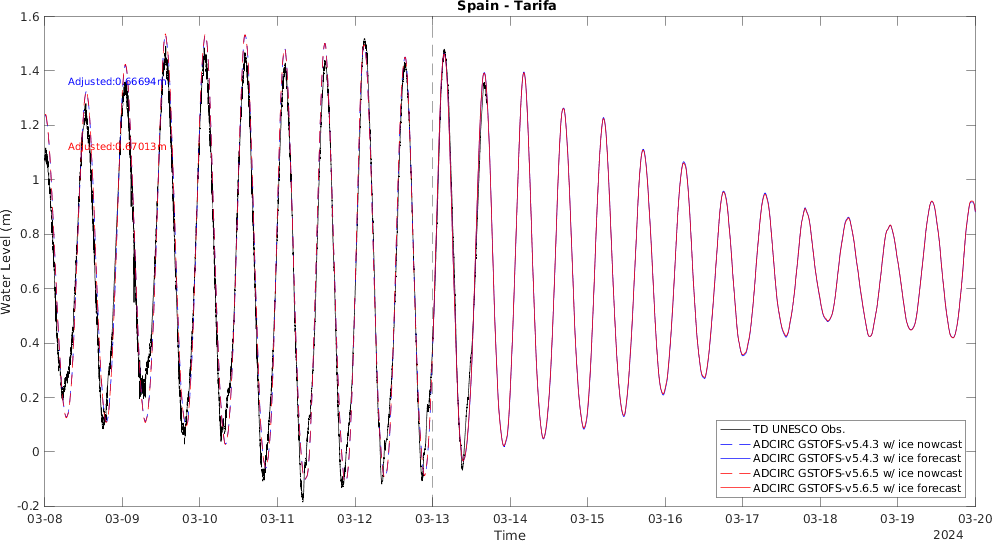 Spain - Tarifa
1.6
1.4
1.2
1
0.8
0.6
0.4
0.2
0
-0.2
Water Level (m)
Adjusted:0.66694m
Adjusted:0.67013m
TD UNESCO Obs.
ADCIRC GSTOFS-v5.4.3 w/ ice nowcast
ADCIRC GSTOFS-v5.4.3 w/ ice forecast
ADCIRC GSTOFS-v5.6.5 w/ ice nowcast
ADCIRC GSTOFS-v5.6.5 w/ ice forecast
03-08 03-09 03-10 03-11 03-12 03-13 03-14 03-15 03-16 03-17 03-18 03-19 03-20
Time
2024